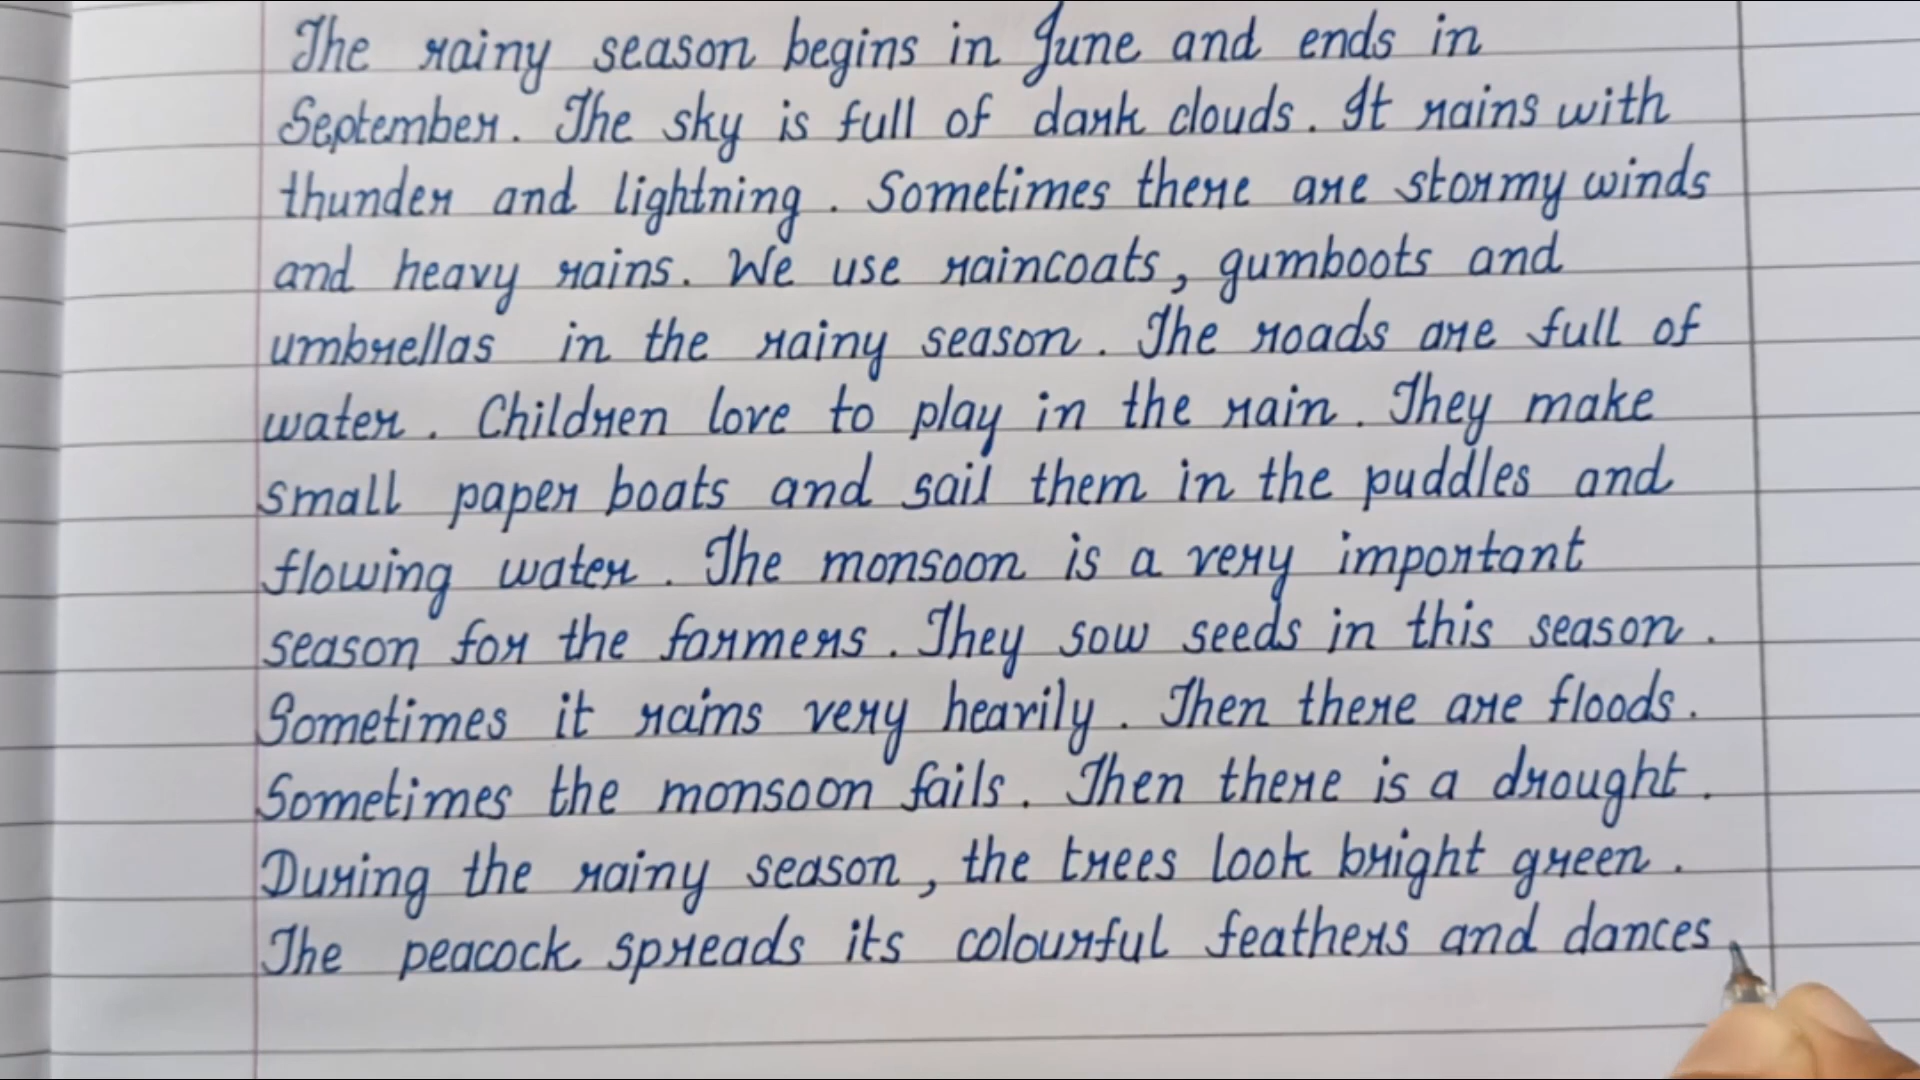 The rainy season begins in June and ends in
September. The sky is full of dark clouds. It rains with
thunder and lightning. Sometimes there are stormy winds
and heavy rains. We use raincoats, gumboots and
umbrellas in the rainy season. The roads are full of
water. Children love to play in the rain. They make
small paper boats and sail them in the puddles and
flowing water. The monsoon is a very important
season for the farmers. They sow seeds in this season.
Sometimes it rains very heavily. Then there are floods.
Sometimes the monsoon fails. Then there is a drought.
During the rainy season, the trees look bright green.
The peacock spreads its colourful feathers and dances